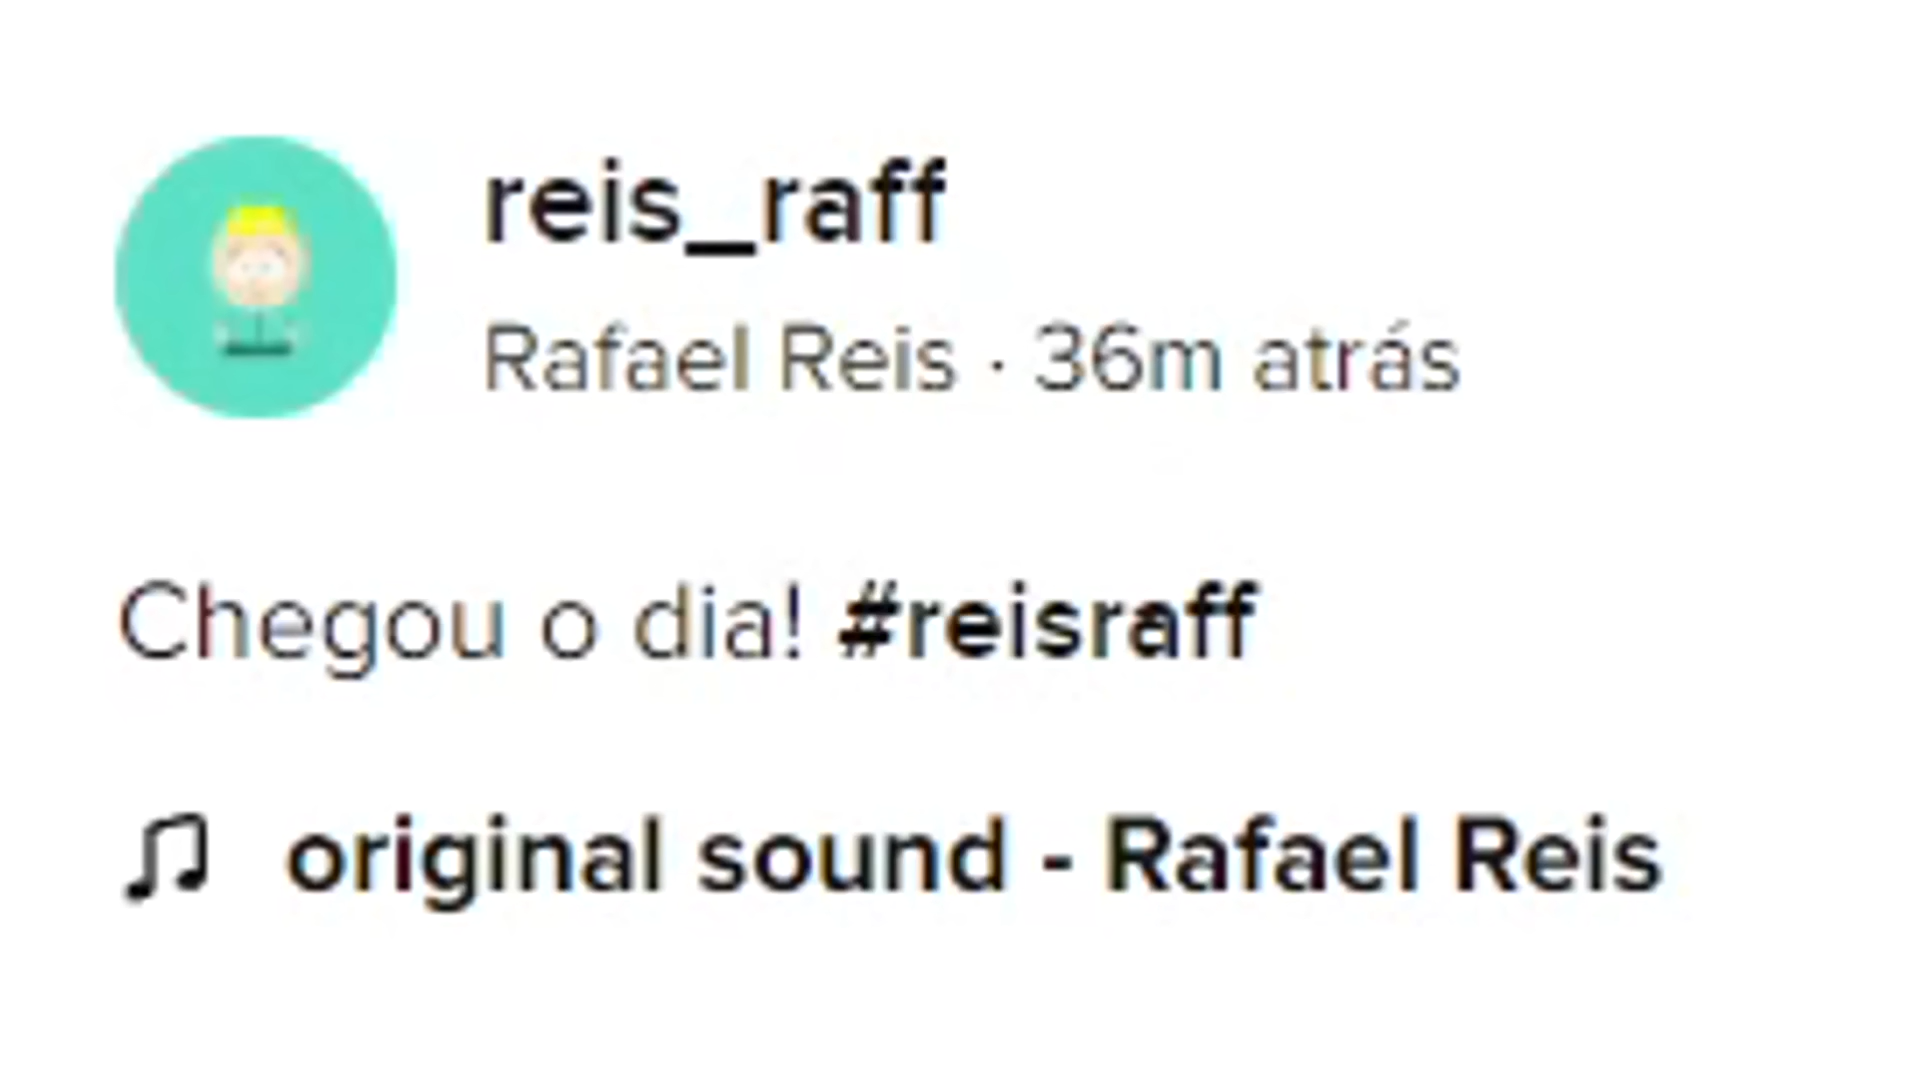 reis_raff
Rafael Reis · 36m atrás
Chegou o dia! #reisraff
original sound - Rafael Reis